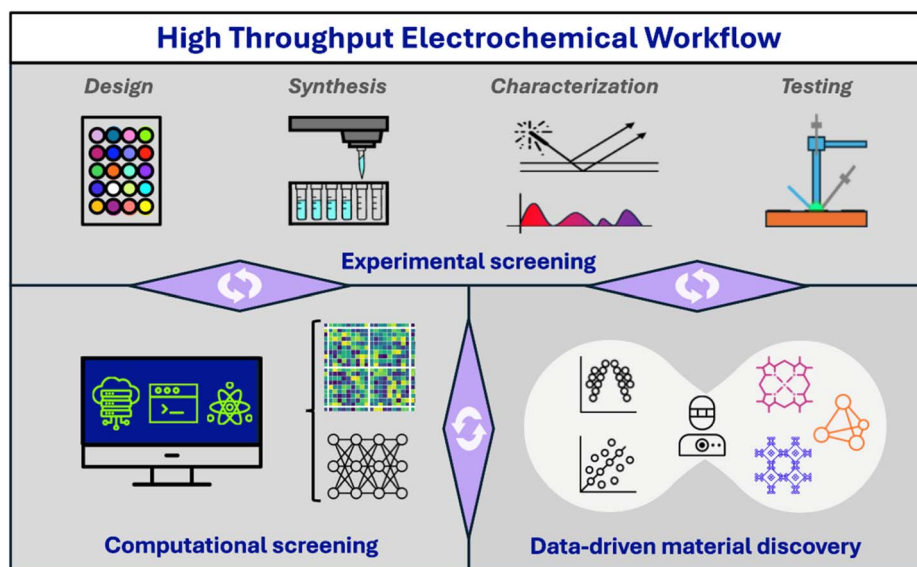 High Throughput Electrochemical Workflow
Design
Synthesis
Characterization
Testing
Experimental screening
Computational screening
Data-driven material discovery